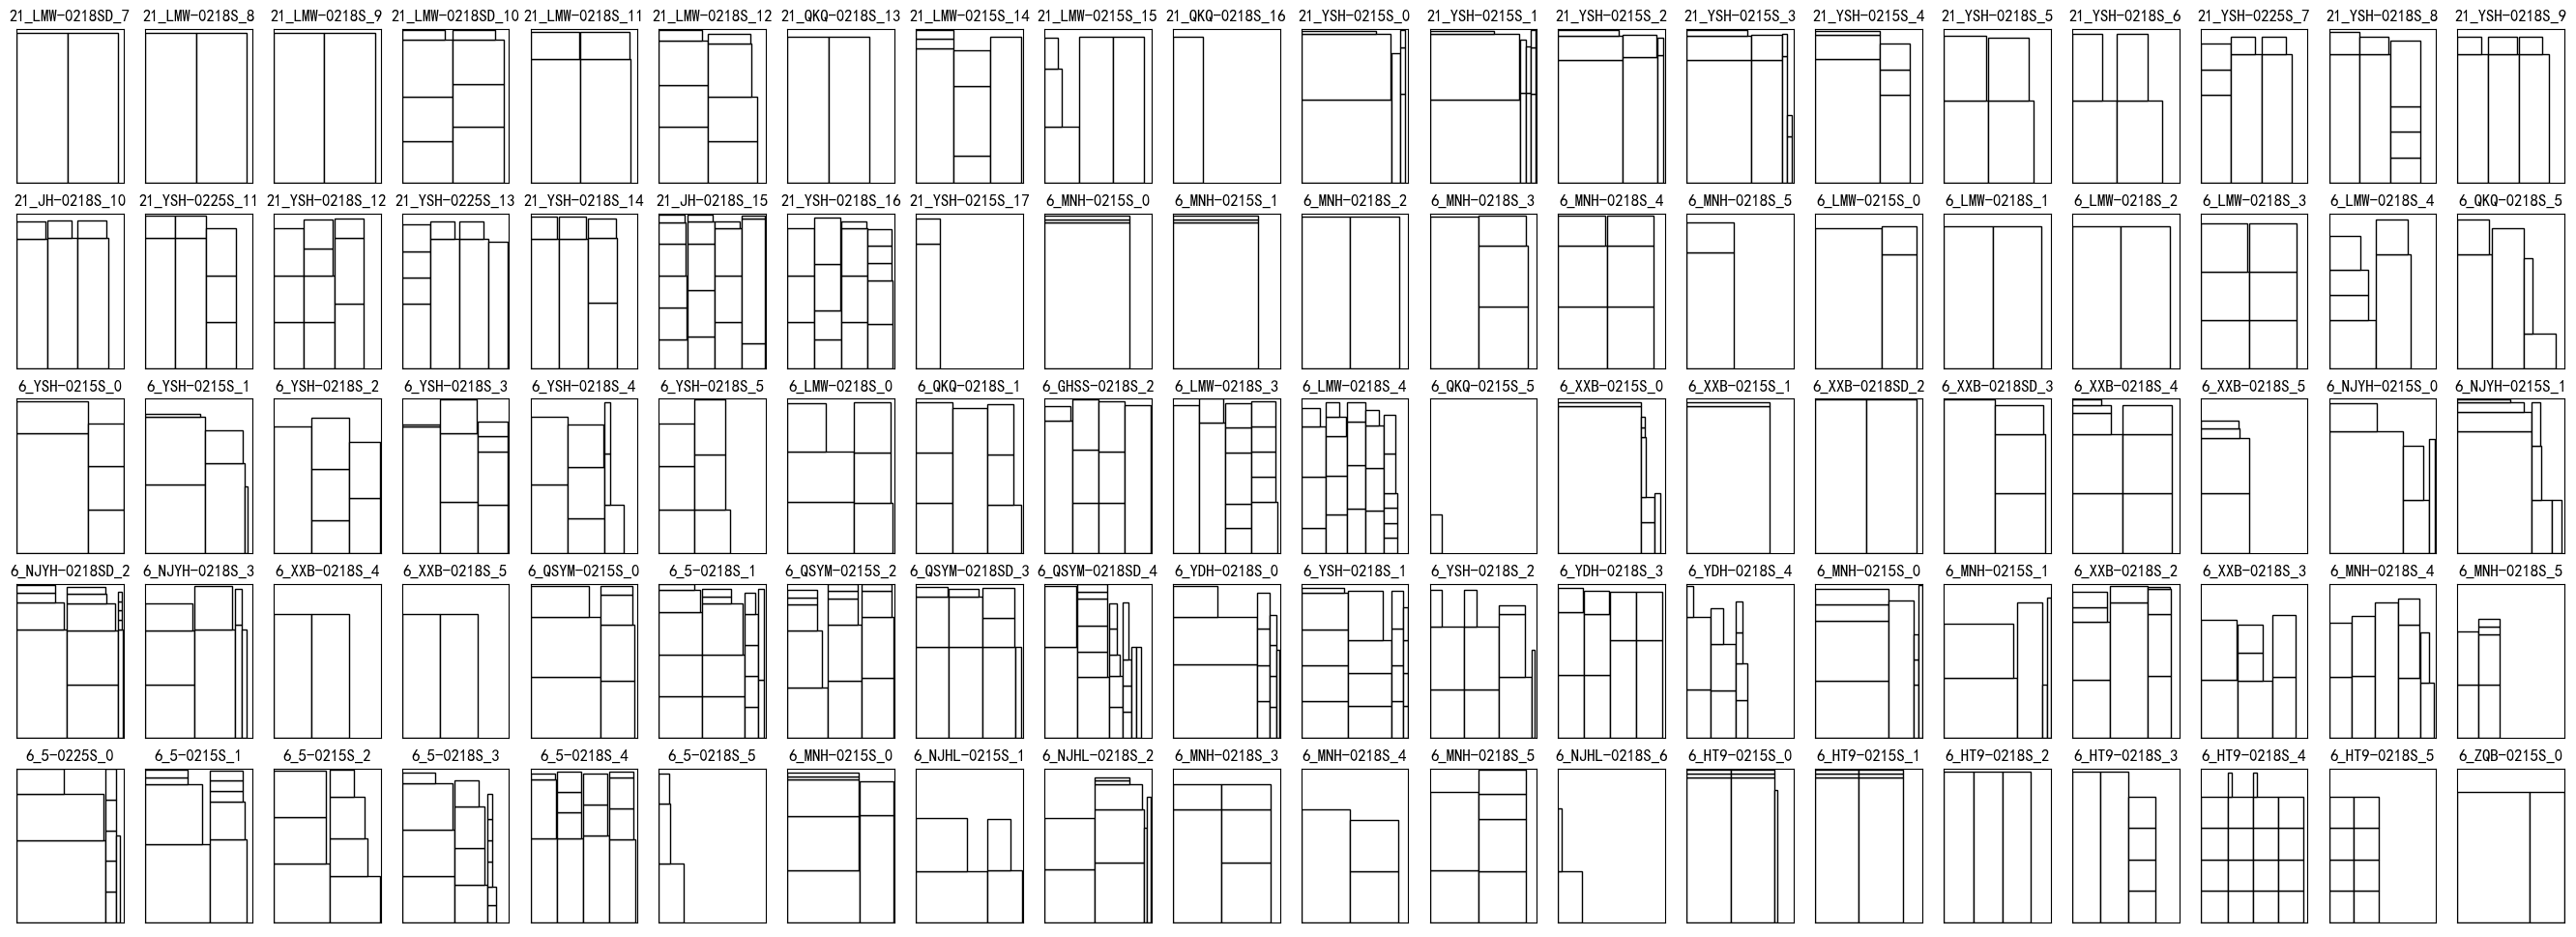 21_LMW-0218SD_7 21_LMW-0218S_8 21_LMW-0218S_9 21_LMW-0218SD_10 21_LMW-0218S_11 21_LMW-0218S_12 21_QKQ-0218S_13 21_LMW-0215S_14 21_LMW-0215S_15 21_QKQ-0218S_16 21_YSH-0215S_0 21_YSH-0215S_1 21_YSH-0215S_2 21_YSH-0215S_3 21_YSH-0215S_4 21_YSH-0218S_5 21_YSH-0218S_6 21_YSH-0225S_7 21_YSH-0218S_8 21_YSH-0218S_9
21_JH-0218S_10 21_YSH-0225S_11 21_YSH-0218S_12 21_YSH-0225S_13 21_YSH-0218S_14 21_JH-0218S_15 21_YSH-0218S_16 21_YSH-0215S_17 6_MNH-0215S_0 6_MNH-0215S_1 6_MNH-0218S_2 6_MNH-0218S_3 6_MNH-0218S_4 6_MNH-0218S_5 6_LMW-0215S_0 6_LMW-0218S_1 6_LMW-0218S_2 6_LMW-0218S_3 6_LMW-0218S_4 6_QKQ-0218S_5
6_YSH-0215S_0 6_YSH-0215S_1 6_YSH-0218S_2 6_YSH-0218S_3 6_YSH-0218S_4 6_YSH-0218S_5 6_LMW-0218S_0 6_QKQ-0218S_1 6_GHSS-0218S_2 6_LMW-0218S_3 6_LMW-0218S_4 6_QKQ-0215S_5 6_XXB-0215S_0 6_XXB-0215S_1 6_XXB-0218SD_2 6_XXB-0218SD_3 6_XXB-0218S_4 6_XXB-0218S_5 6_NJYH-0215S_0 6_NJYH-0215S_1
6_NJYH-0218SD_2 6_NJYH-0218S_3 6_XXB-0218S_4 6_XXB-0218S_5 6_QSYM-0215S_0 6_5-0218S_1 6_QSYM-0215S_2 6_QSYM-0218SD_3 6_QSYM-0218SD_4 6_YDH-0218S_0 6_YSH-0218S_1 6_YSH-0218S_2 6_YDH-0218S_3 6_YDH-0218S_4 6_MNH-0215S_0 6_MNH-0215S_1 6_XXB-0218S_2 6_XXB-0218S_3 6_MNH-0218S_4 6_MNH-0218S_5
6_5-0225S_0 6_5-0215S_1 6_5-0215S_2 6_5-0218S_3 6_5-0218S_4 6_5-0218S_5 6_MNH-0215S_0 6_NJHL-0215S_1 6_NJHL-0218S_2 6_MNH-0218S_3 6_MNH-0218S_4 6_MNH-0218S_5 6_NJHL-0218S_6 6_HT9-0215S_0 6_HT9-0215S_1 6_HT9-0218S_2 6_HT9-0218S_3 6_HT9-0218S_4 6_HT9-0218S_5 6_ZQB-0215S_0